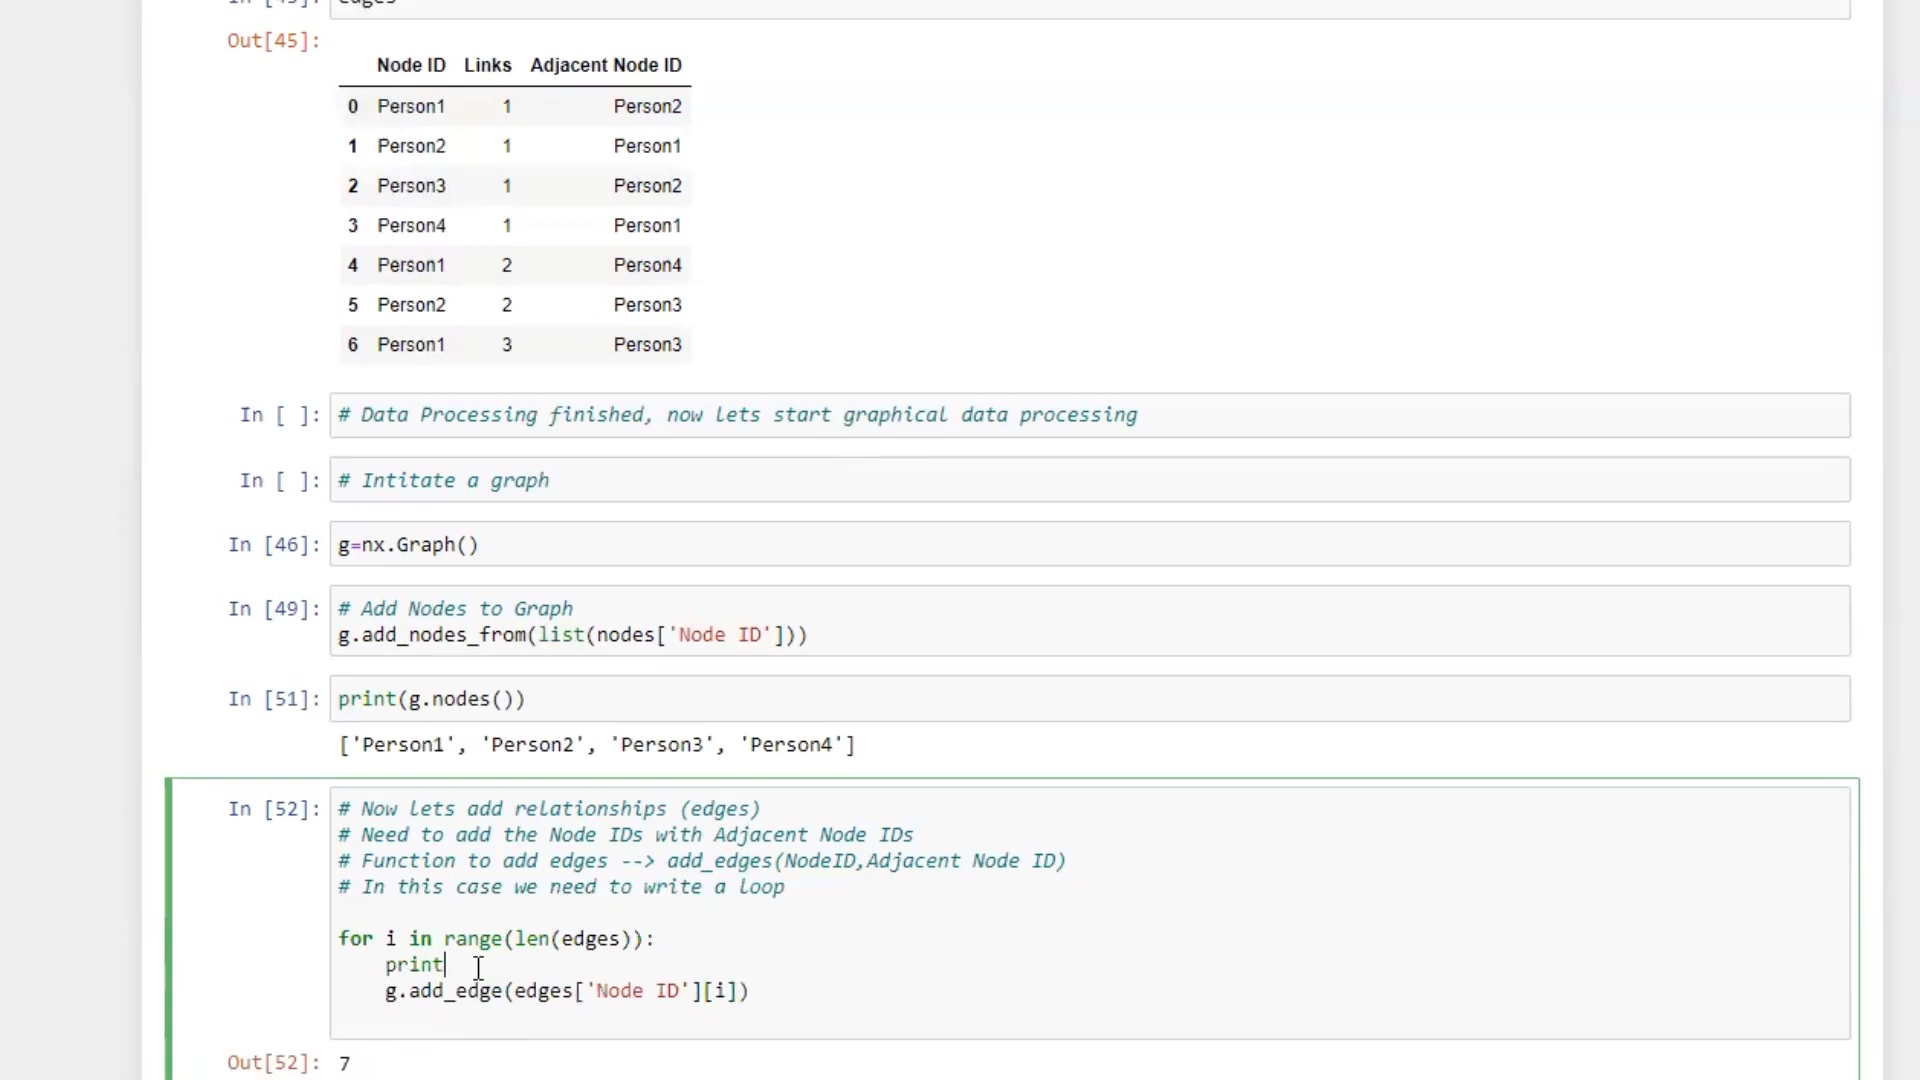 In [45]: edges
Out[45]:
Node ID Links Adjacent Node ID
0 Person1 1 Person2
1 Person2 1 Person1
2 Person3 1 Person2
3 Person4 1 Person1
4 Person1 2 Person4
5 Person2 2 Person3
6 Person1 3 Person3
In [ ]: # Data Processing finished, now lets start graphical data processing
In [ ]: # Intitate a graph
In [46]: g=nx.Graph()
In [49]: # Add Nodes to Graph
g.add_nodes_from(list(nodes['Node ID']))
In [51]: print(g.nodes())
['Person1', 'Person2', 'Person3', 'Person4']
In [52]: # Now lets add relationships (edges)
# Need to add the Node IDs with Adjacent Node IDs
# Function to add edges --> add_edges(NodeID,Adjacent Node ID)
# In this case we need to write a loop
for i in range(len(edges)):
print
g.add_edge(edges['Node ID'][i])
Out[52]: 7